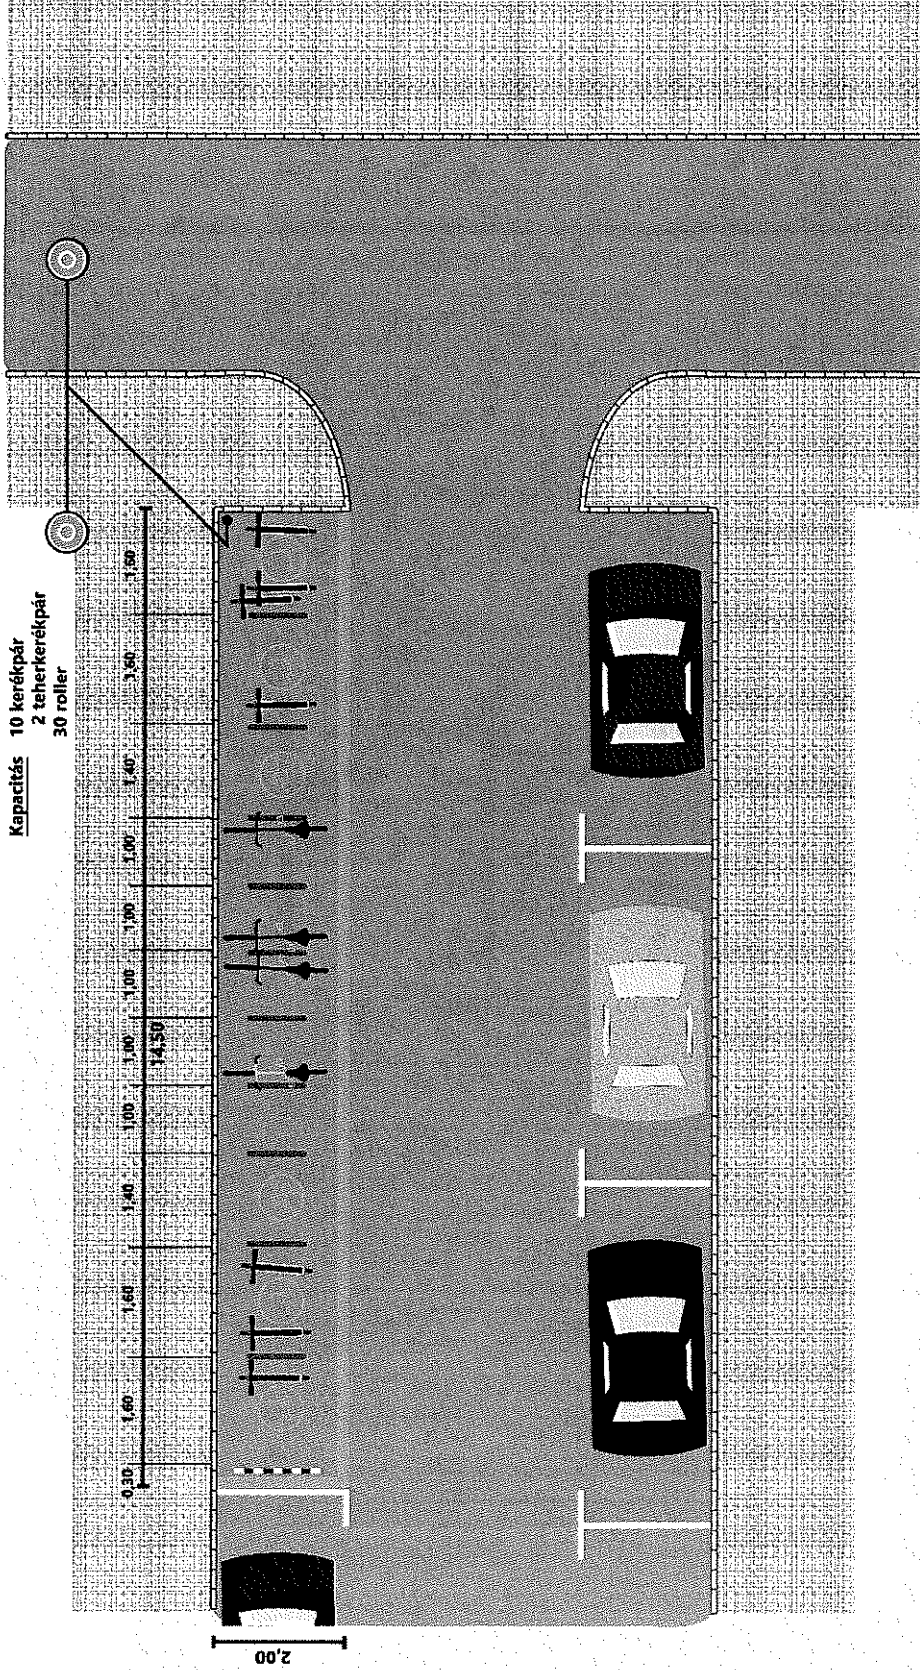 Kapacitás 10 kerékpár
2 teherkerékpár
30 roller
0,30 1,60 1,60 1,40 1,00 1,00 1,00 1,00 1,00 1,40 1,60 1,60
14,50
2,00